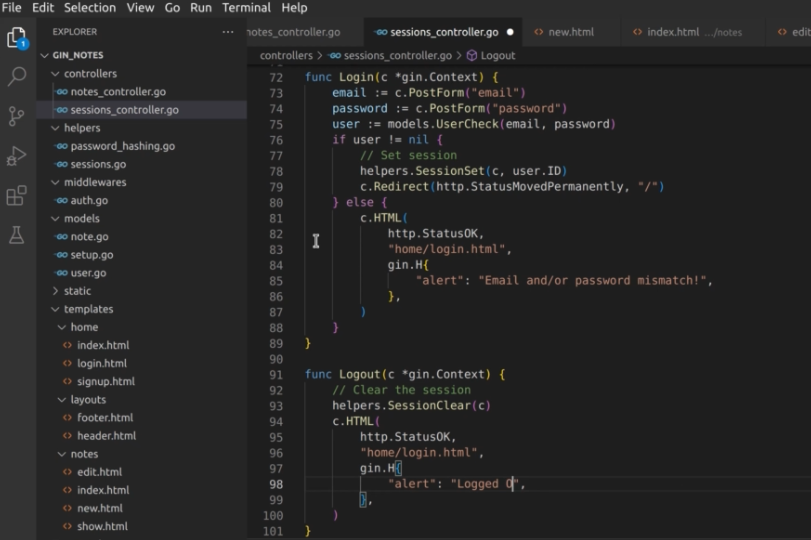 File Edit Selection View Go Run Terminal Help
EXPLORER ...
notes_controller.go sessions_controller.go new.html index.html .../notes edit
1
GIN_NOTES
controllers > sessions_controller.go > Logout
controllers
notes_controller.go
sessions_controller.go
helpers
password_hashing.go
sessions.go
middlewares
auth.go
models
note.go
setup.go
user.go
static
templates
home
index.html
login.html
signup.html
layouts
footer.html
header.html
notes
edit.html
index.html
new.html
show.html
72 func Login(c *gin.Context) {
73 email := c.PostForm("email")
74 password := c.PostForm("password")
75 user := models.UserCheck(email, password)
76 if user != nil {
77 // Set session
78 helpers.SessionSet(c, user.ID)
79 c.Redirect(http.StatusMovedPermanently, "/")
80 } else {
81 c.HTML(
82 http.StatusOK,
83 "home/login.html",
84 gin.H{
85 "alert": "Email and/or password mismatch!",
86 },
87 )
88 }
89 }
90
91 func Logout(c *gin.Context) {
92 // Clear the session
93 helpers.SessionClear(c)
94 c.HTML(
95 http.StatusOK,
96 "home/login.html",
97 gin.H{
98 "alert": "Logged O",
99 },
100 )
101 }